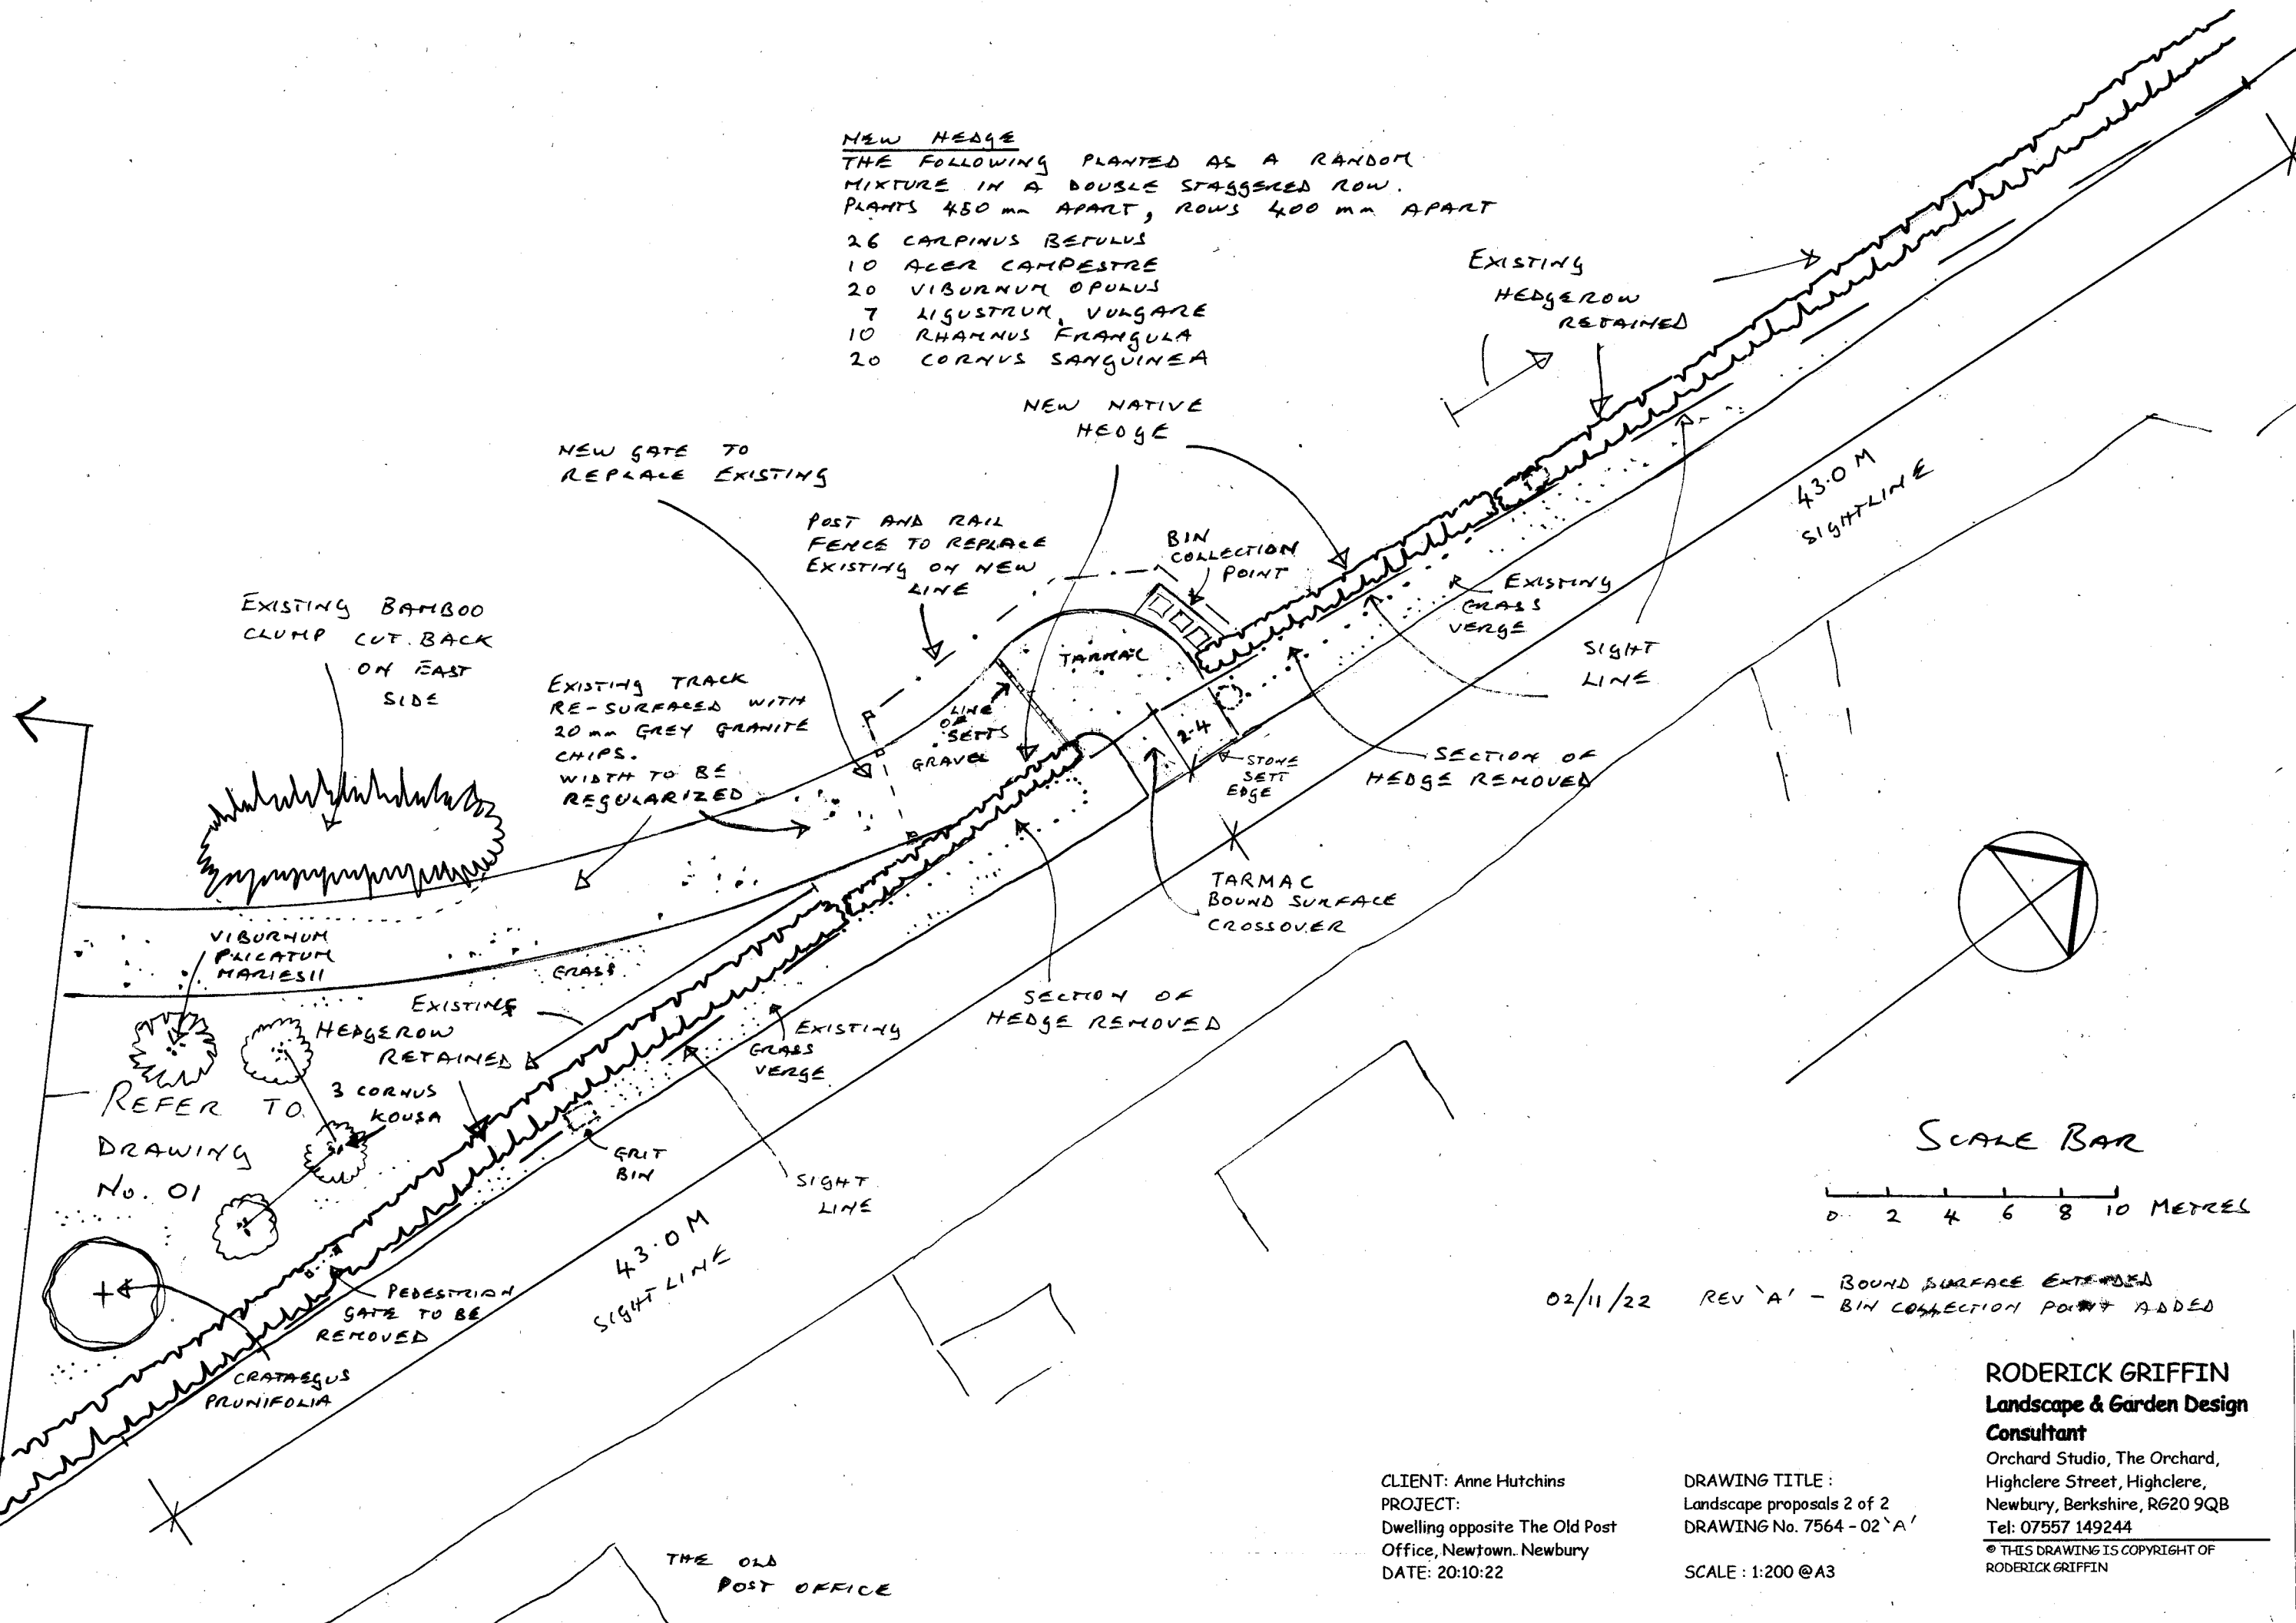 NEW HEDGE
THE FOLLOWING PLANTED AS A RANDOM
MIXTURE IN A DOUBLE STAGGERED ROW.
PLANTS 450 mm APART, ROWS 400 mm APART
26 CARPINUS BETULUS
10 ACER CAMPESTRE
20 VIBURNUM OPULUS
7 LIGUSTRUM VULGARE
10 RHAMNUS FRANGULA
20 CORNUS SANGUINEA
EXISTING
HEDGEROW
RETAINED
NEW NATIVE
HEDGE
NEW GATE TO
REPLACE EXISTING
POST AND RAIL
FENCE TO REPLACE
EXISTING ON NEW
LINE
BIN
COLLECTION
POINT
43.0 M
SIGHTLINE
EXISTING BAMBOO
CLUMP CUT BACK
ON EAST
SIDE
EXISTING TRACK
RE-SURFACED WITH
20 mm GREY GRANITE
CHIPS.
WIDTH TO BE
REGULARIZED
TARMAC
LINE
OF
SETTS
GRAVEL
EXISTING
GRASS
VERGE
SIGHT
LINE
2.4
STONE
SETT
EDGE
SECTION OF
HEDGE REMOVED
TARMAC
BOUND SURFACE
CROSSOVER
VIBURNUM
PLICATUM
MARIESII
GRASS
EXISTING
HEDGEROW
RETAINED
SECTION OF
HEDGE REMOVED
EXISTING
GRASS
VERGE
REFER TO
DRAWING
No. 01
3 CORNUS
KOUSA
GRIT
BIN
SIGHT
LINE
43.0 M
SIGHTLINE
PEDESTRIAN
GATE TO BE
REMOVED
CRATAEGUS
PRUNIFOLIA
THE OLD
POST OFFICE
SCALE BAR
0 2 4 6 8 10 METRES
02/11/22 REV 'A' - BOUND SURFACE EXTENDED
BIN COLLECTION POINT ADDED
CLIENT: Anne Hutchins
PROJECT:
Dwelling opposite The Old Post
Office, Newtown. Newbury
DATE: 20:10:22
DRAWING TITLE :
Landscape proposals 2 of 2
DRAWING No. 7564 - 02 'A'
SCALE : 1:200 @A3
RODERICK GRIFFIN
Landscape & Garden Design
Consultant
Orchard Studio, The Orchard,
Highclere Street, Highclere,
Newbury, Berkshire, RG20 9QB
Tel: 07557 149244
© THIS DRAWING IS COPYRIGHT OF
RODERICK GRIFFIN